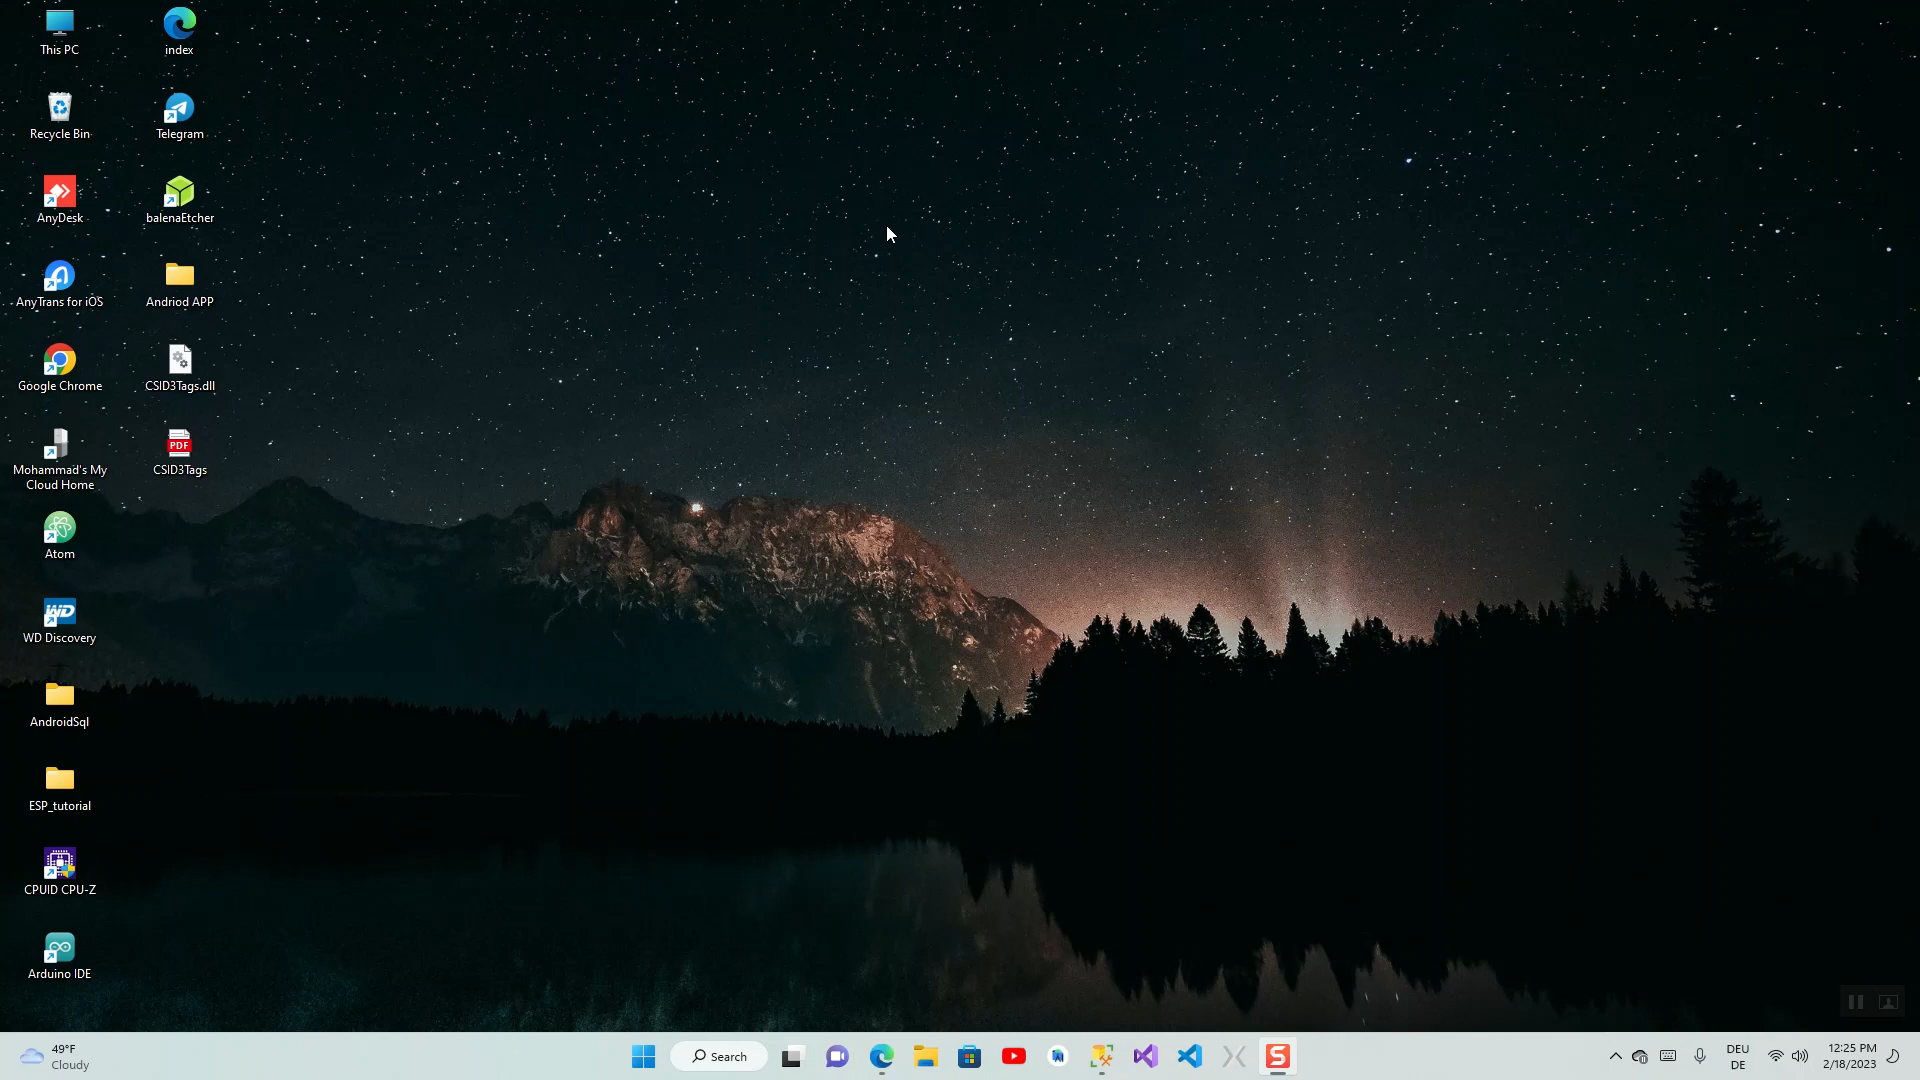 This PC
index
Recycle Bin
Telegram
AnyDesk
balenaEtcher
AnyTrans for iOS
Andriod APP
Google Chrome
CSID3Tags.dll
Mohammad's My
Cloud Home
PDF
CSID3Tags
Atom
WD
WD Discovery
AndroidSql
ESP_tutorial
CPUID CPU-Z
Arduino IDE
49°F
Cloudy
Search
S
DEU
DE
12:25 PM
2/18/2023